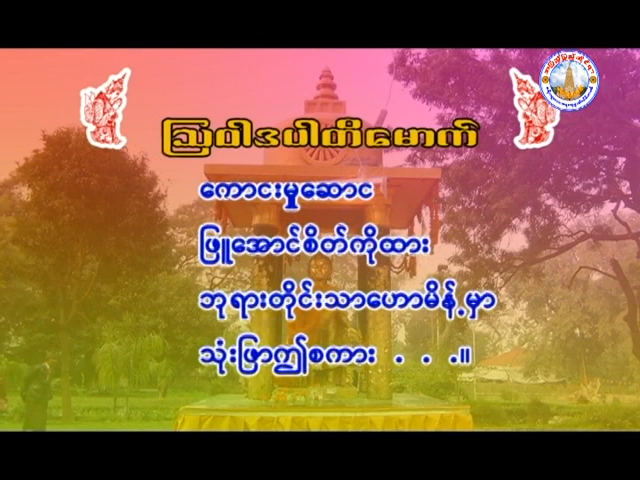 ဩဝါဒပါတိမောက်
ကောင်းမှုဆောင်
ဖြူအောင်စိတ်ကိုထား
ဘုရားတိုင်းသာဟောမိန့်မှာ
သုံးဖြာဤစကား . . .။